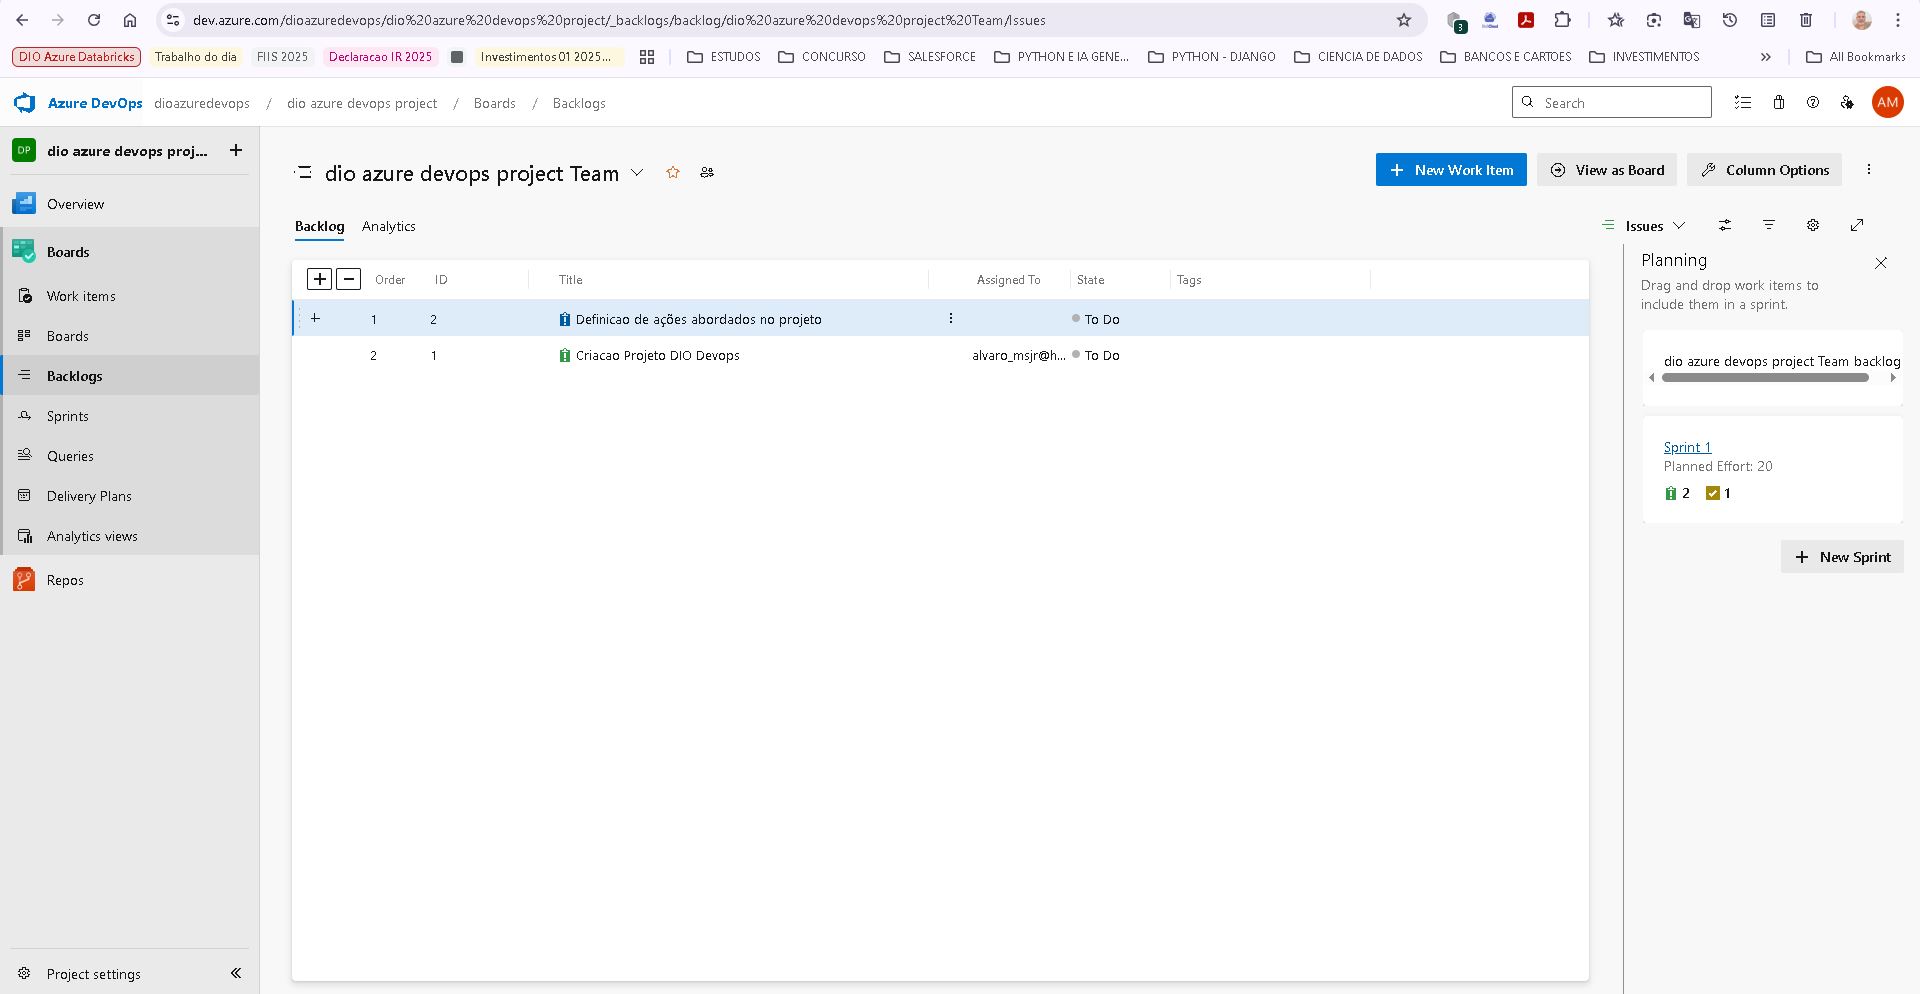 dev.azure.com/dioazuredevops/dio%20azure%20devops%20project/_backlogs/backlog/dio%20azure%20devops%20project%20Team/Issues
3
DIO Azure Databricks
Trabalho do dia
FIIS 2025
Declaracao IR 2025
Investimentos 01 2025...
ESTUDOS
CONCURSO
SALESFORCE
PYTHON E IA GENE...
PYTHON - DJANGO
CIENCIA DE DADOS
BANCOS E CARTOES
INVESTIMENTOS
All Bookmarks
Azure DevOps dioazuredevops / dio azure devops project / Boards / Backlogs
Search
AM
DP dio azure devops proj...
Overview
Boards
Work items
Boards
Backlogs
Sprints
Queries
Delivery Plans
Analytics views
Repos
Project settings
dio azure devops project Team
New Work Item
View as Board
Column Options
Backlog Analytics
Issues
Order ID Title Assigned To State Tags
1 2 Definicao de ações abordados no projeto To Do
2 1 Criacao Projeto DIO Devops alvaro_msjr@h... To Do
Planning
Drag and drop work items to
include them in a sprint.
dio azure devops project Team backlog
Sprint 1
Planned Effort: 20
2 1
New Sprint